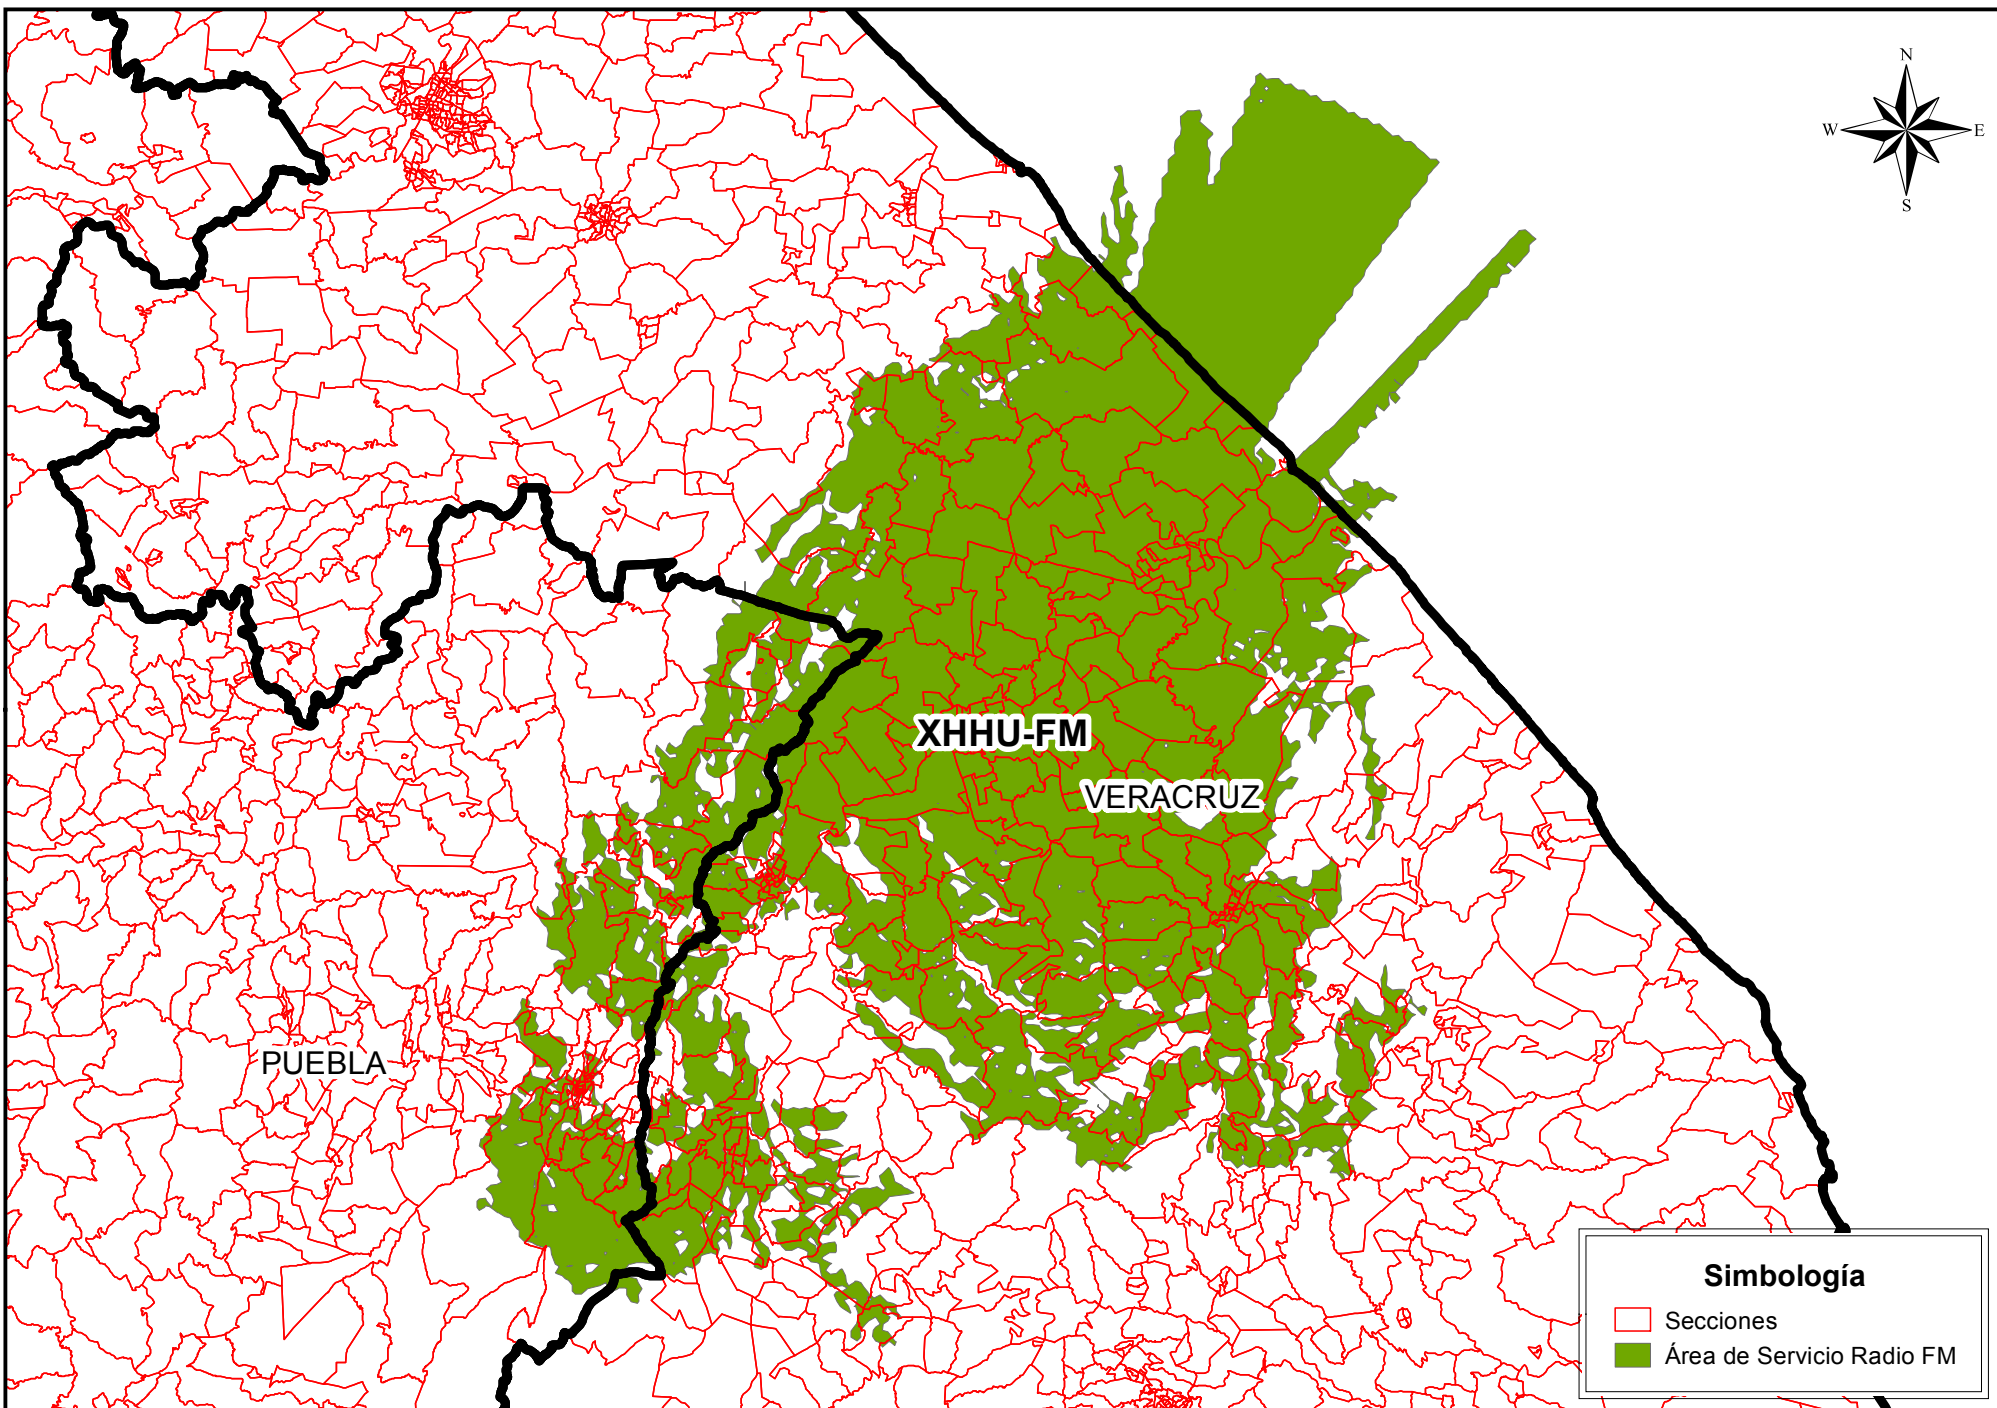 N
W E
S
XHHU-FM
VERACRUZ
PUEBLA
Simbología
Secciones
Área de Servicio Radio FM